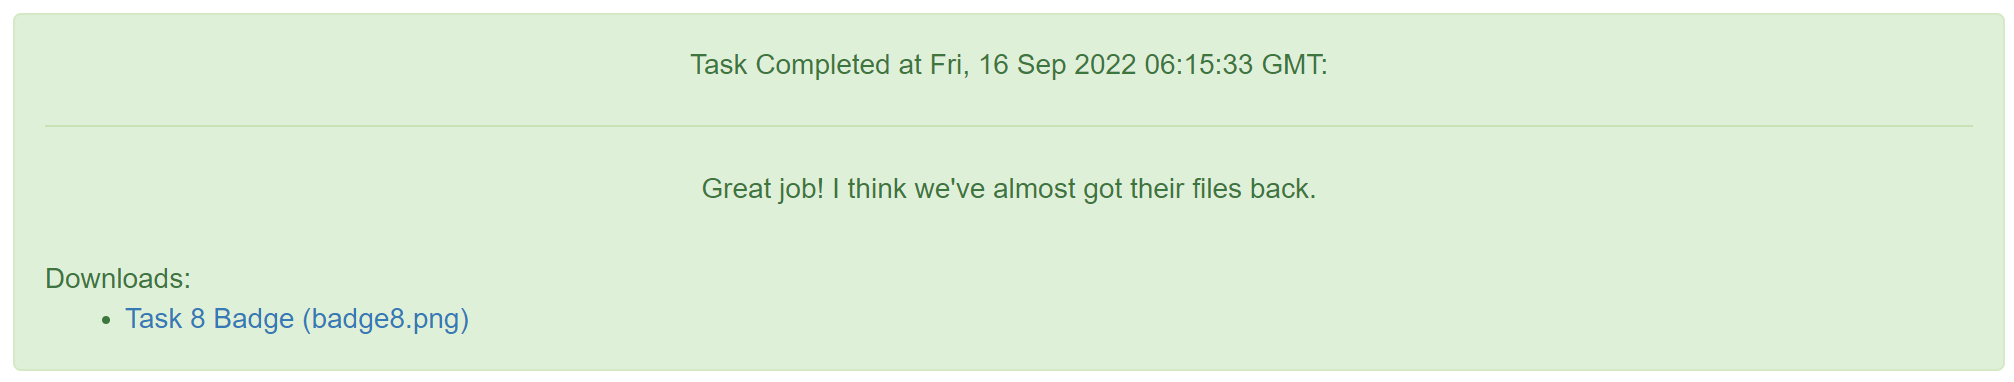 Task Completed at Fri, 16 Sep 2022 06:15:33 GMT:
Great job! I think we've almost got their files back.
Downloads:
• Task 8 Badge (badge8.png)